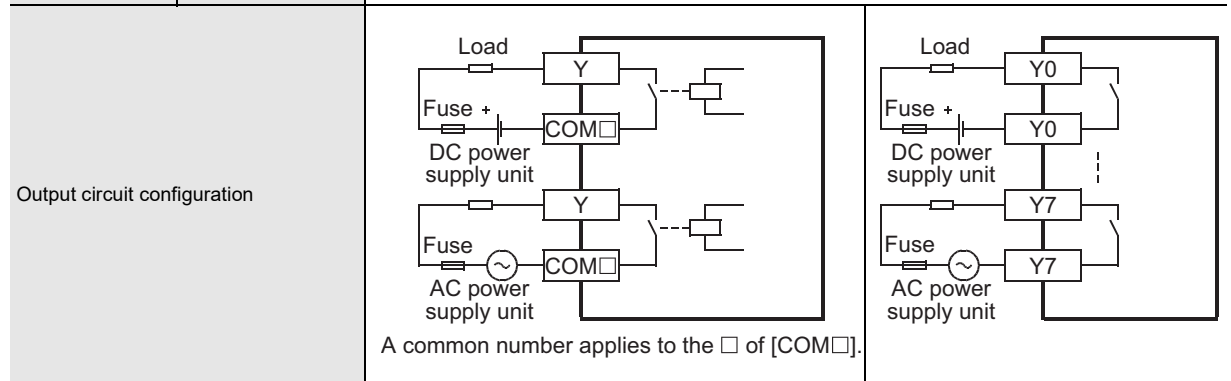 Output circuit configuration
Load
Y
Fuse +
COM□
DC power
supply unit
Y
Fuse
COM□
AC power
supply unit
A common number applies to the □ of [COM□].
Load
Y0
Fuse +
Y0
DC power
supply unit
Y7
Fuse
Y7
AC power
supply unit